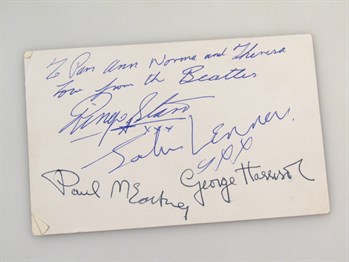 To Pam Ann Norma and Theresa
love from the Beatles
Ringo Starr
xxx
John Lennon
xxx
Paul McCartney George Harrison